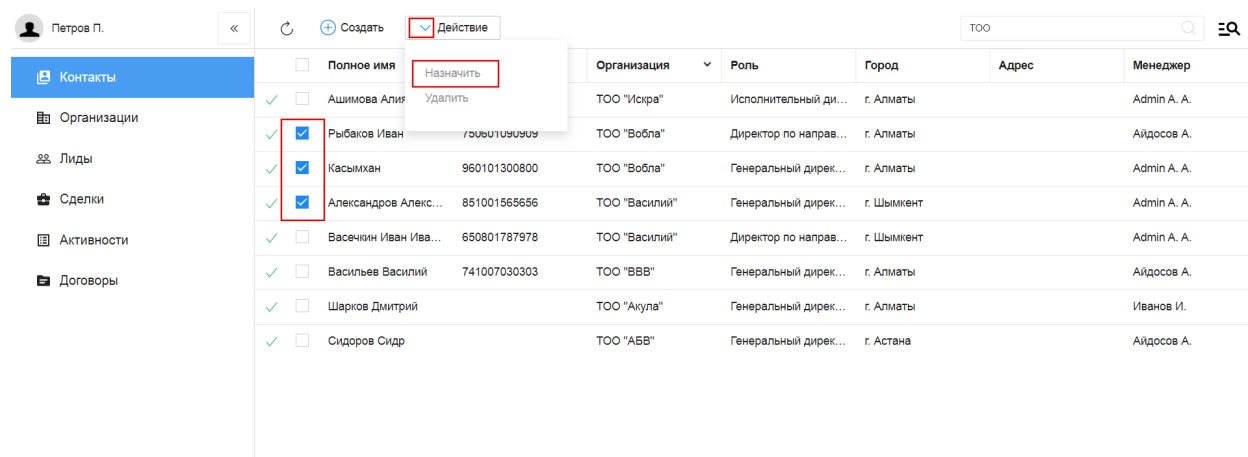 Петров П.
«
Создать
Действие
ТОО
Контакты
Организации
Лиды
Сделки
Активности
Договоры
Назначить
Удалить
Полное имя Организация Роль Город Адрес Менеджер
Ашимова Алия ТОО "Искра" Исполнительный ди... г. Алматы Admin A. A.
Рыбаков Иван 750601090909 ТОО "Вобла" Директор по направ... г. Алматы Айдосов А.
Касымхан 960101300800 ТОО "Вобла" Генеральный дирек... г. Алматы Admin A. A.
Александров Алекс... 851001565656 ТОО "Василий" Генеральный дирек... г. Шымкент Admin A. A.
Васечкин Иван Ива... 650801787978 ТОО "Василий" Директор по направ... г. Шымкент Admin A. A.
Васильев Василий 741007030303 ТОО "ВВВ" Генеральный дирек... г. Алматы Айдосов А.
Шарков Дмитрий ТОО "Акула" Генеральный дирек... г. Алматы Иванов И.
Сидоров Сидр ТОО "АБВ" Генеральный дирек... г. Астана Айдосов А.